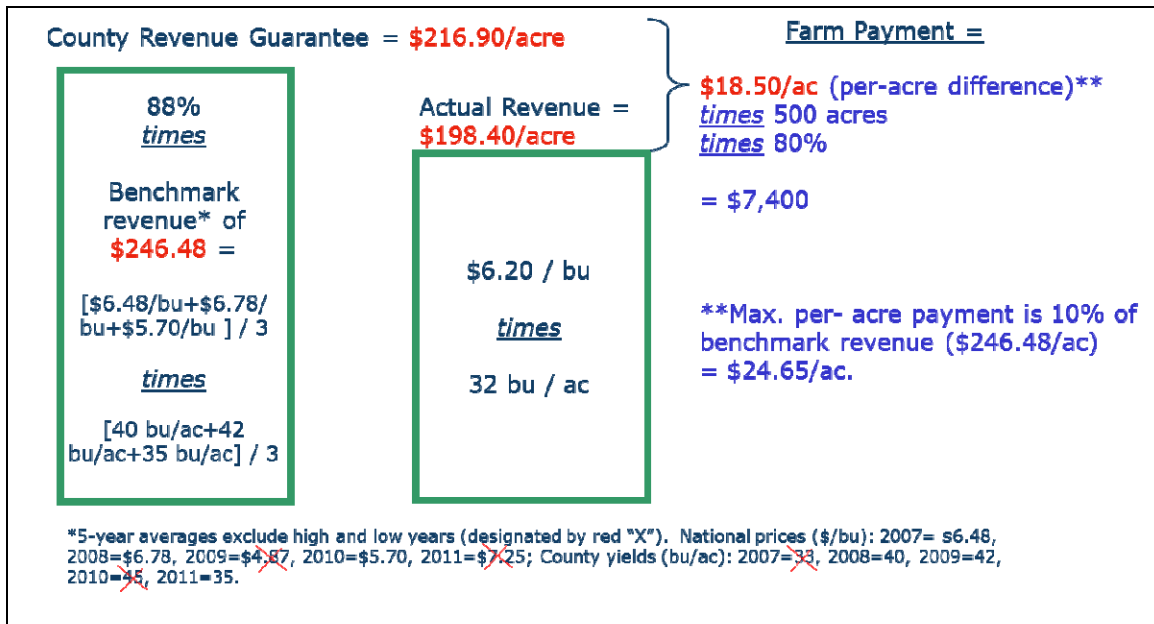 County Revenue Guarantee = $216.90/acre
88%
times
Benchmark
revenue* of
$246.48 =
[$6.48/bu+$6.78/
bu+$5.70/bu ] / 3
times
[40 bu/ac+42
bu/ac+35 bu/ac] / 3
Actual Revenue =
$198.40/acre
$6.20 / bu
times
32 bu / ac
Farm Payment =
$18.50/ac (per-acre difference)**
times 500 acres
times 80%
= $7,400
**Max. per- acre payment is 10% of
benchmark revenue ($246.48/ac)
= $24.65/ac.
*5-year averages exclude high and low years (designated by red “X”). National prices ($/bu): 2007= s6.48,
2008=$6.78, 2009=$4.87, 2010=$5.70, 2011=$7.25; County yields (bu/ac): 2007=33, 2008=40, 2009=42,
2010=45, 2011=35.